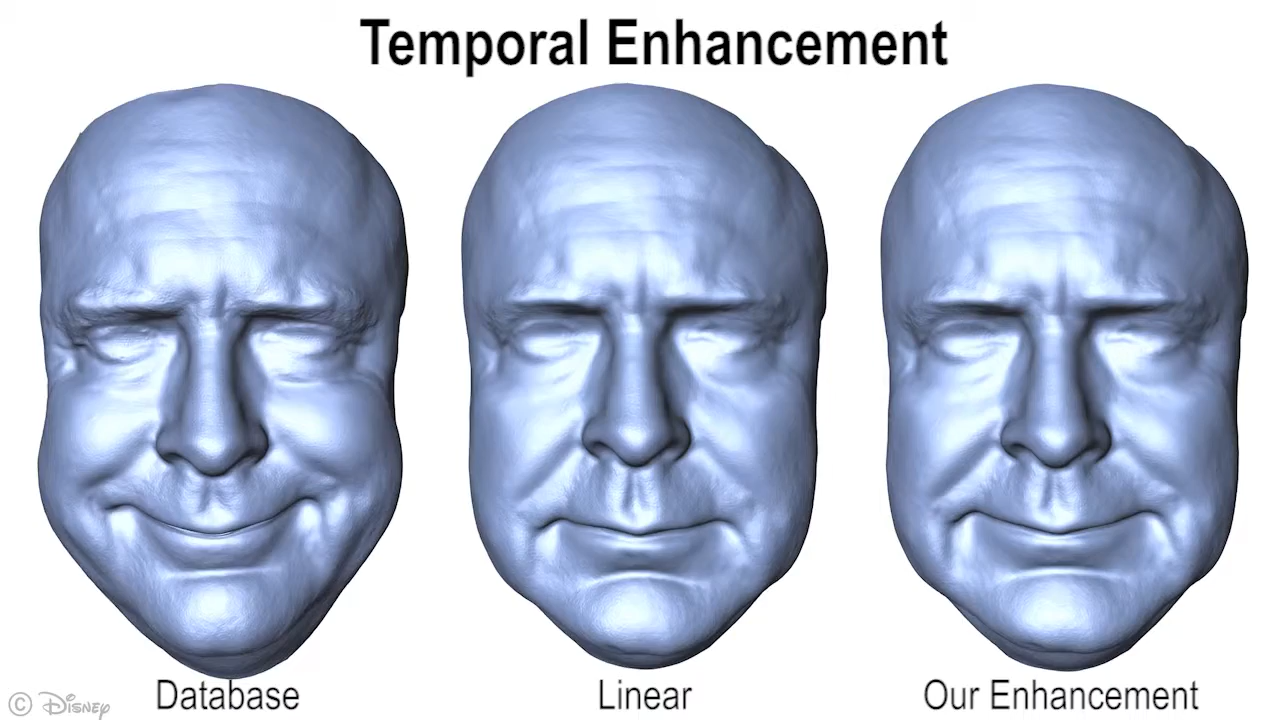 Temporal Enhancement
Database
Linear
Our Enhancement
© Disney